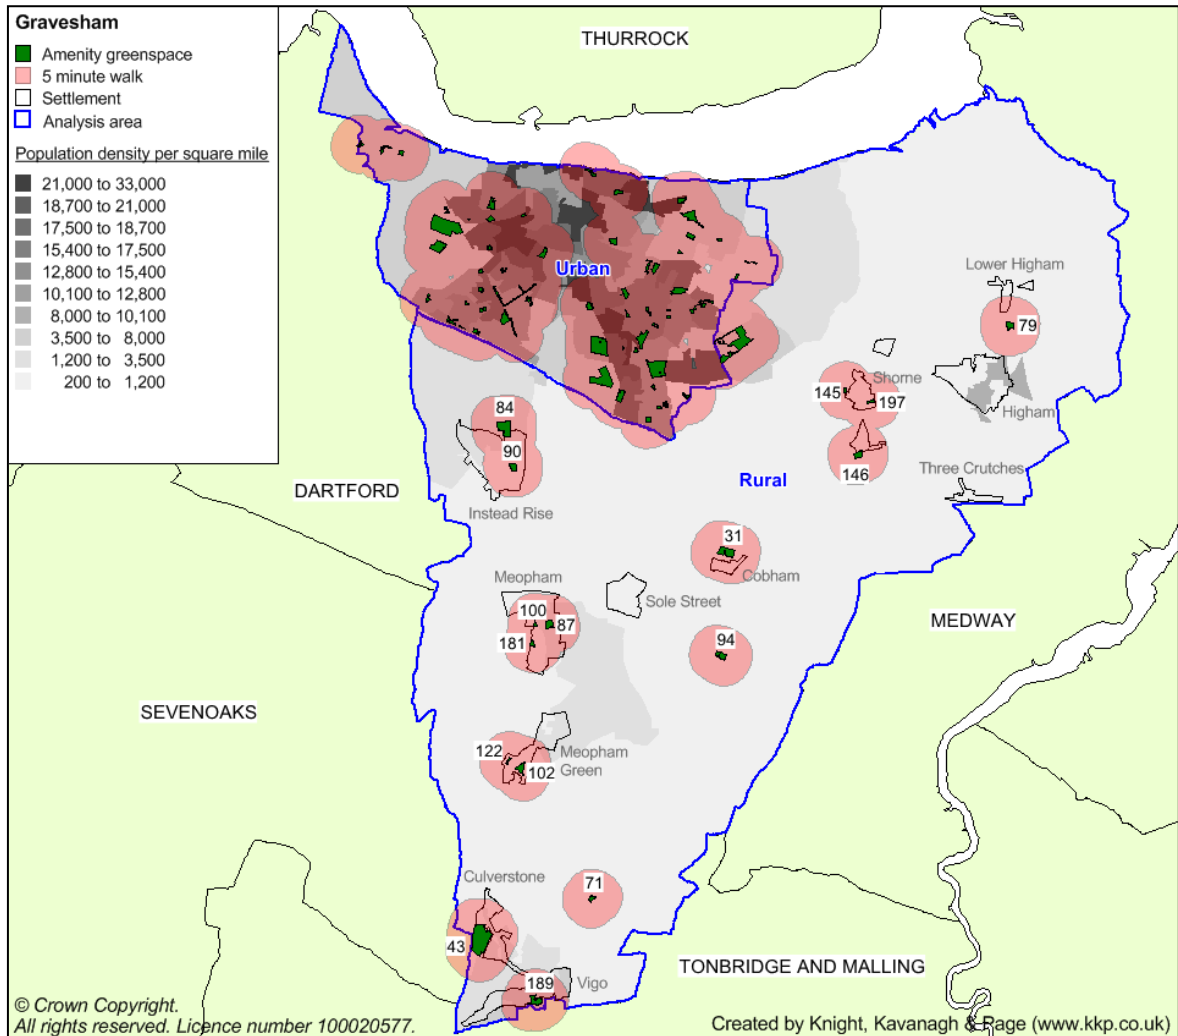 Gravesham
Amenity greenspace
5 minute walk
Settlement
Analysis area
Population density per square mile
21,000 to 33,000
18,700 to 21,000
17,500 to 18,700
15,400 to 17,500
12,800 to 15,400
10,100 to 12,800
8,000 to 10,100
3,500 to 8,000
1,200 to 3,500
200 to 1,200
THURROCK
Urban
Lower Higham
79
Shorne
145
197
Higham
84
90
146
Three Crutches
Rural
DARTFORD
Instead Rise
31
Cobham
Meopham
Sole Street
100
87
181
MEDWAY
94
SEVENOAKS
122
Meopham
Green
102
Culverstone
71
43
189
Vigo
TONBRIDGE AND MALLING
© Crown Copyright.
All rights reserved. Licence number 100020577.
Created by Knight, Kavanagh & Page (www.kkp.co.uk)